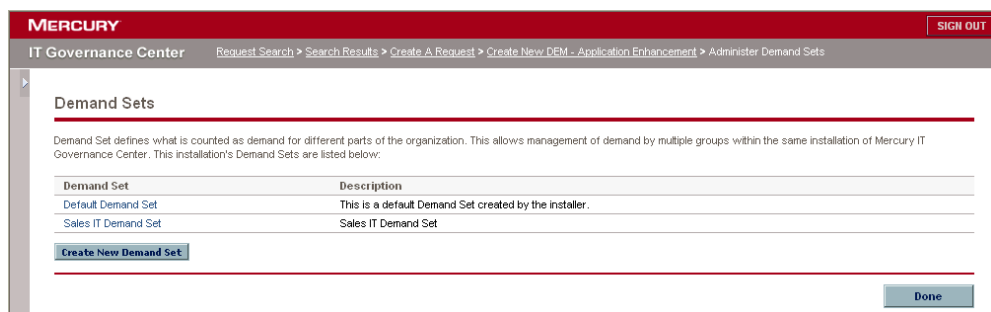 MERCURY
SIGN OUT
IT Governance Center
Request Search > Search Results > Create A Request > Create New DEM - Application Enhancement > Administer Demand Sets
Demand Sets
Demand Set defines what is counted as demand for different parts of the organization. This allows management of demand by multiple groups within the same installation of Mercury IT
Governance Center. This installation's Demand Sets are listed below:
Demand Set Description
Default Demand Set This is a default Demand Set created by the installer.
Sales IT Demand Set Sales IT Demand Set
Create New Demand Set
Done